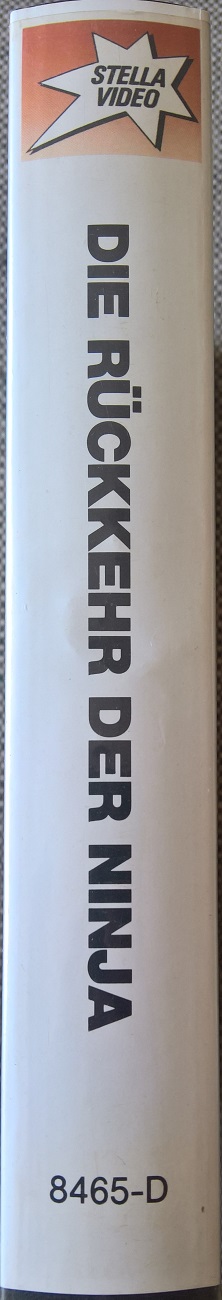 STELLA
VIDEO
DIE RÜCKKEHR DER NINJA
8465-D